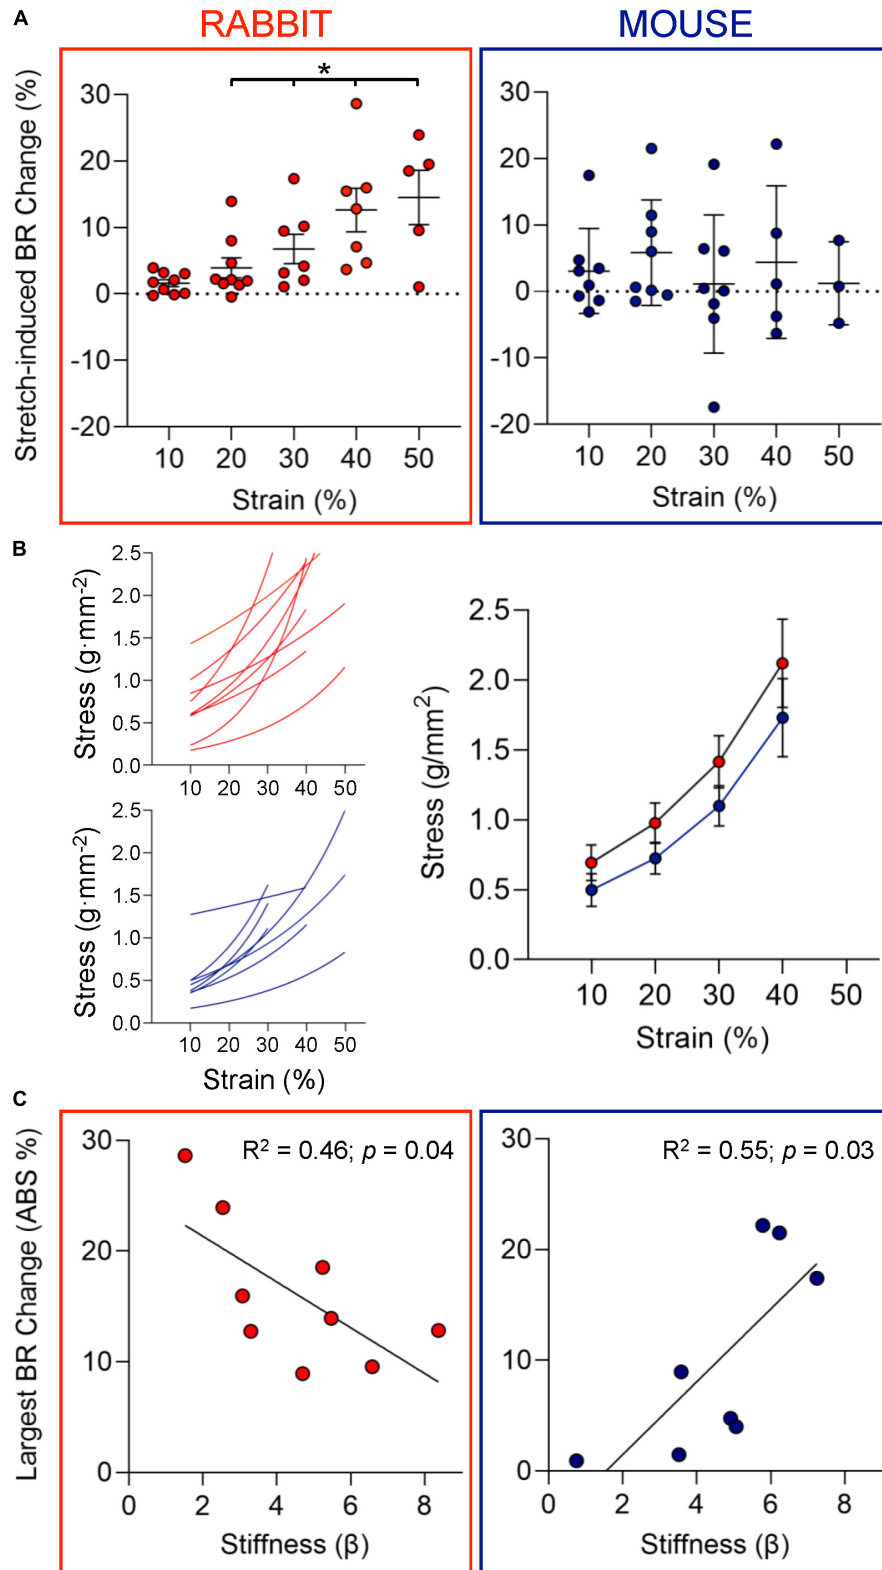 A
RABBIT
MOUSE
Stretch-induced BR Change (%)
*
30
20
10
0
-10
-20
10 20 30 40 50
Strain (%)
30
20
10
0
-10
-20
10 20 30 40 50
Strain (%)
B
Stress (g·mm-2)
2.5
2.0
1.5
1.0
0.5
0.0
10 20 30 40 50
Stress (g·mm-2)
2.5
2.0
1.5
1.0
0.5
0.0
10 20 30 40 50
Strain (%)
Stress (g/mm2)
2.5
2.0
1.5
1.0
0.5
0.0
10 20 30 40 50
Strain (%)
C
Largest BR Change (ABS %)
R2 = 0.46; p = 0.04
30
20
10
0
0 2 4 6 8
Stiffness (β)
R2 = 0.55; p = 0.03
30
20
10
0
0 2 4 6 8
Stiffness (β)